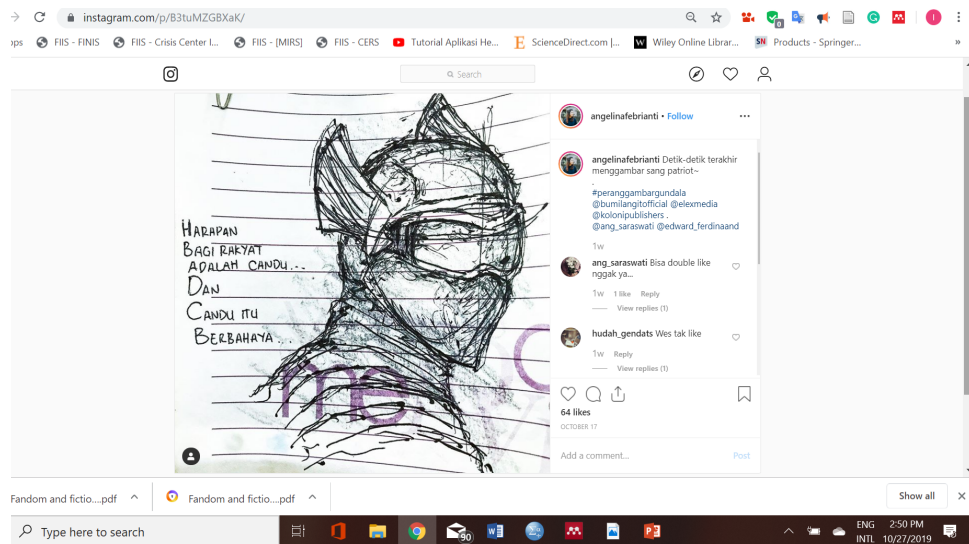 instagram.com/p/B3tuMZGBXaK/
ops FIIS - FINIS FIIS - Crisis Center I... FIIS - [MIRS] FIIS - CERS Tutorial Aplikasi He... ScienceDirect.com |... Wiley Online Librar... Products - Springer... »
Search
HARAPAN
BAGI RAKYAT
ADALAH CANDU...
DAN
CANDU ITU
BERBAHAYA...
me
angelinafebrianti • Follow
angelinafebrianti Detik-detik terakhir
menggambar sang patriot~
.
#peranggambargundala
@bumilangitofficial @elexmedia
@kolonipublishers .
@ang_saraswati @edward_ferdinaand
1w
ang_saraswati Bisa double like
nggak ya...
1w 1 like Reply
View replies (1)
hudah_gendats Wes tak like
1w Reply
View replies (1)
64 likes
OCTOBER 17
Add a comment... Post
Fandom and fictio....pdf Fandom and fictio....pdf Show all
Type here to search
90
ENG 2:50 PM
INTL 10/27/2019